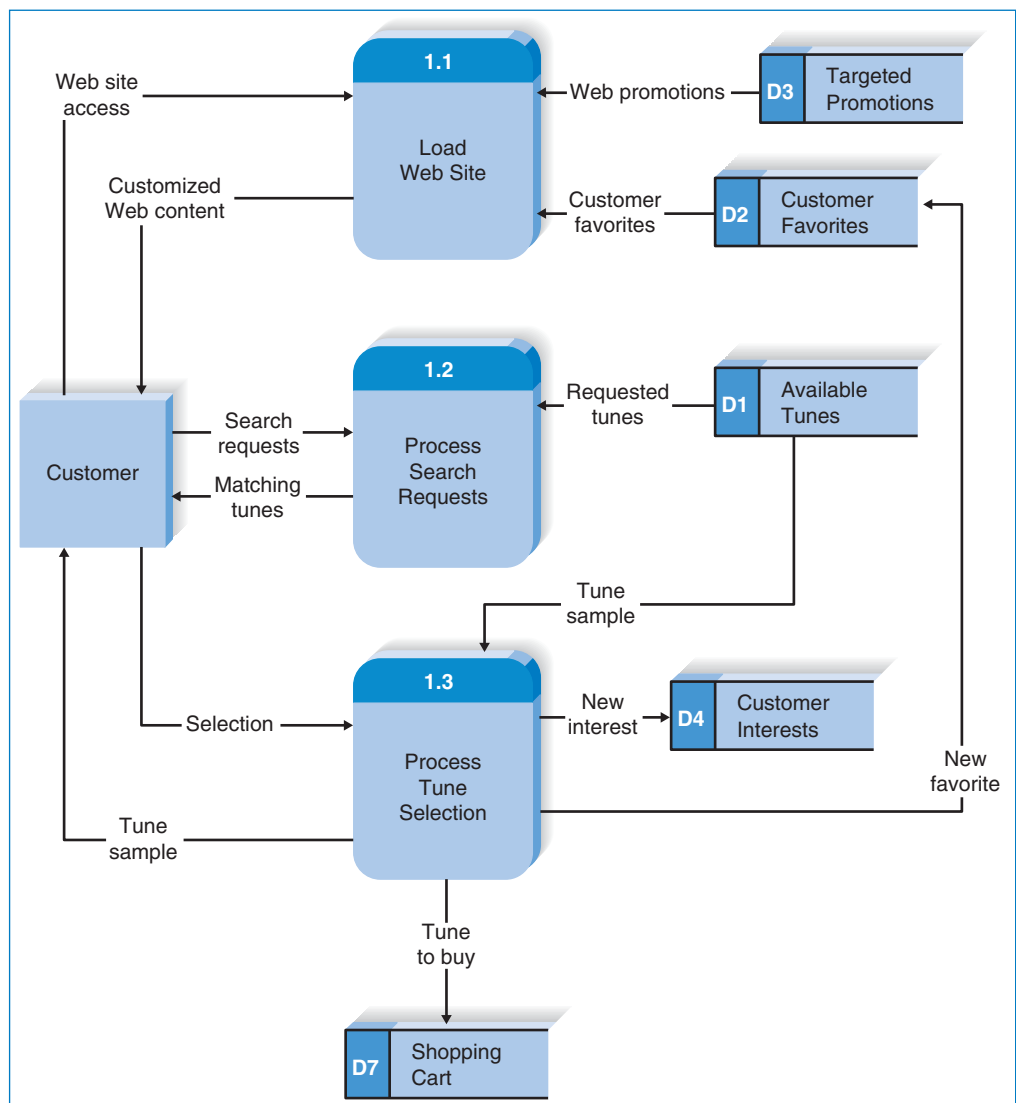 Web site
access
1.1
Load
Web Site
Web promotions
D3
Targeted
Promotions
Customized
Web content
Customer
favorites
D2
Customer
Favorites
Customer
Search
requests
Matching
tunes
1.2
Process
Search
Requests
Requested
tunes
D1
Available
Tunes
Tune
sample
Selection
1.3
Process
Tune
Selection
New
interest
D4
Customer
Interests
New
favorite
Tune
sample
Tune
to buy
D7
Shopping
Cart